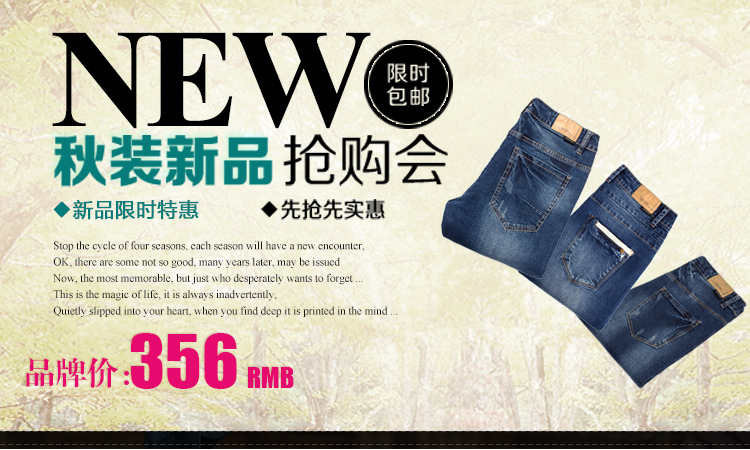 NEW
限时
包邮
秋装新品 抢购会
◆新品限时特惠 ◆先抢先实惠
Stop the cycle of four seasons, each season will have a new encounter,
OK, there are some not so good, many years later, may be issued
Now, the most memorable, but just who desperately wants to forget ...
This is the magic of life, it is always inadvertently,
Quietly slipped into your heart, when you find deep it is printed in the mind ...
品牌价:356 RMB